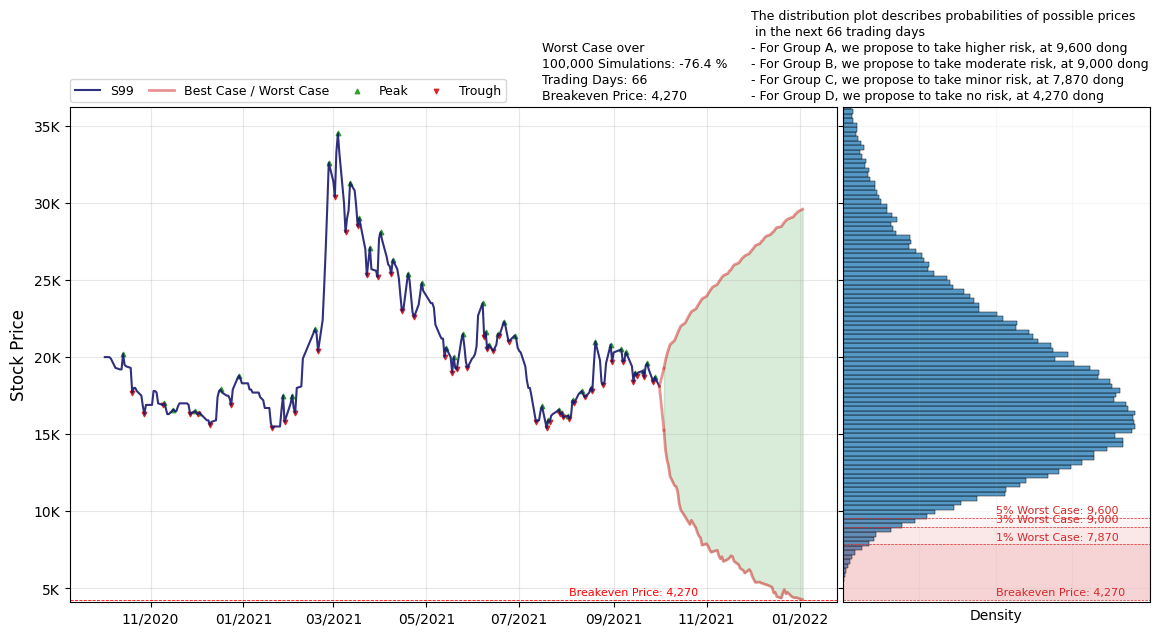 The distribution plot describes probabilities of possible prices
in the next 66 trading days
- For Group A, we propose to take higher risk, at 9,600 dong
- For Group B, we propose to take moderate risk, at 9,000 dong
- For Group C, we propose to take minor risk, at 7,870 dong
- For Group D, we propose to take no risk, at 4,270 dong
Worst Case over
100,000 Simulations: -76.4 %
Trading Days: 66
Breakeven Price: 4,270
S99 Best Case / Worst Case Peak Trough
Stock Price
35K
30K
25K
20K
15K
10K
5K
Breakeven Price: 4,270
11/2020 01/2021 03/2021 05/2021 07/2021 09/2021 11/2021 01/2022
5% Worst Case: 9,600
3% Worst Case: 9,000
1% Worst Case: 7,870
Breakeven Price: 4,270
Density